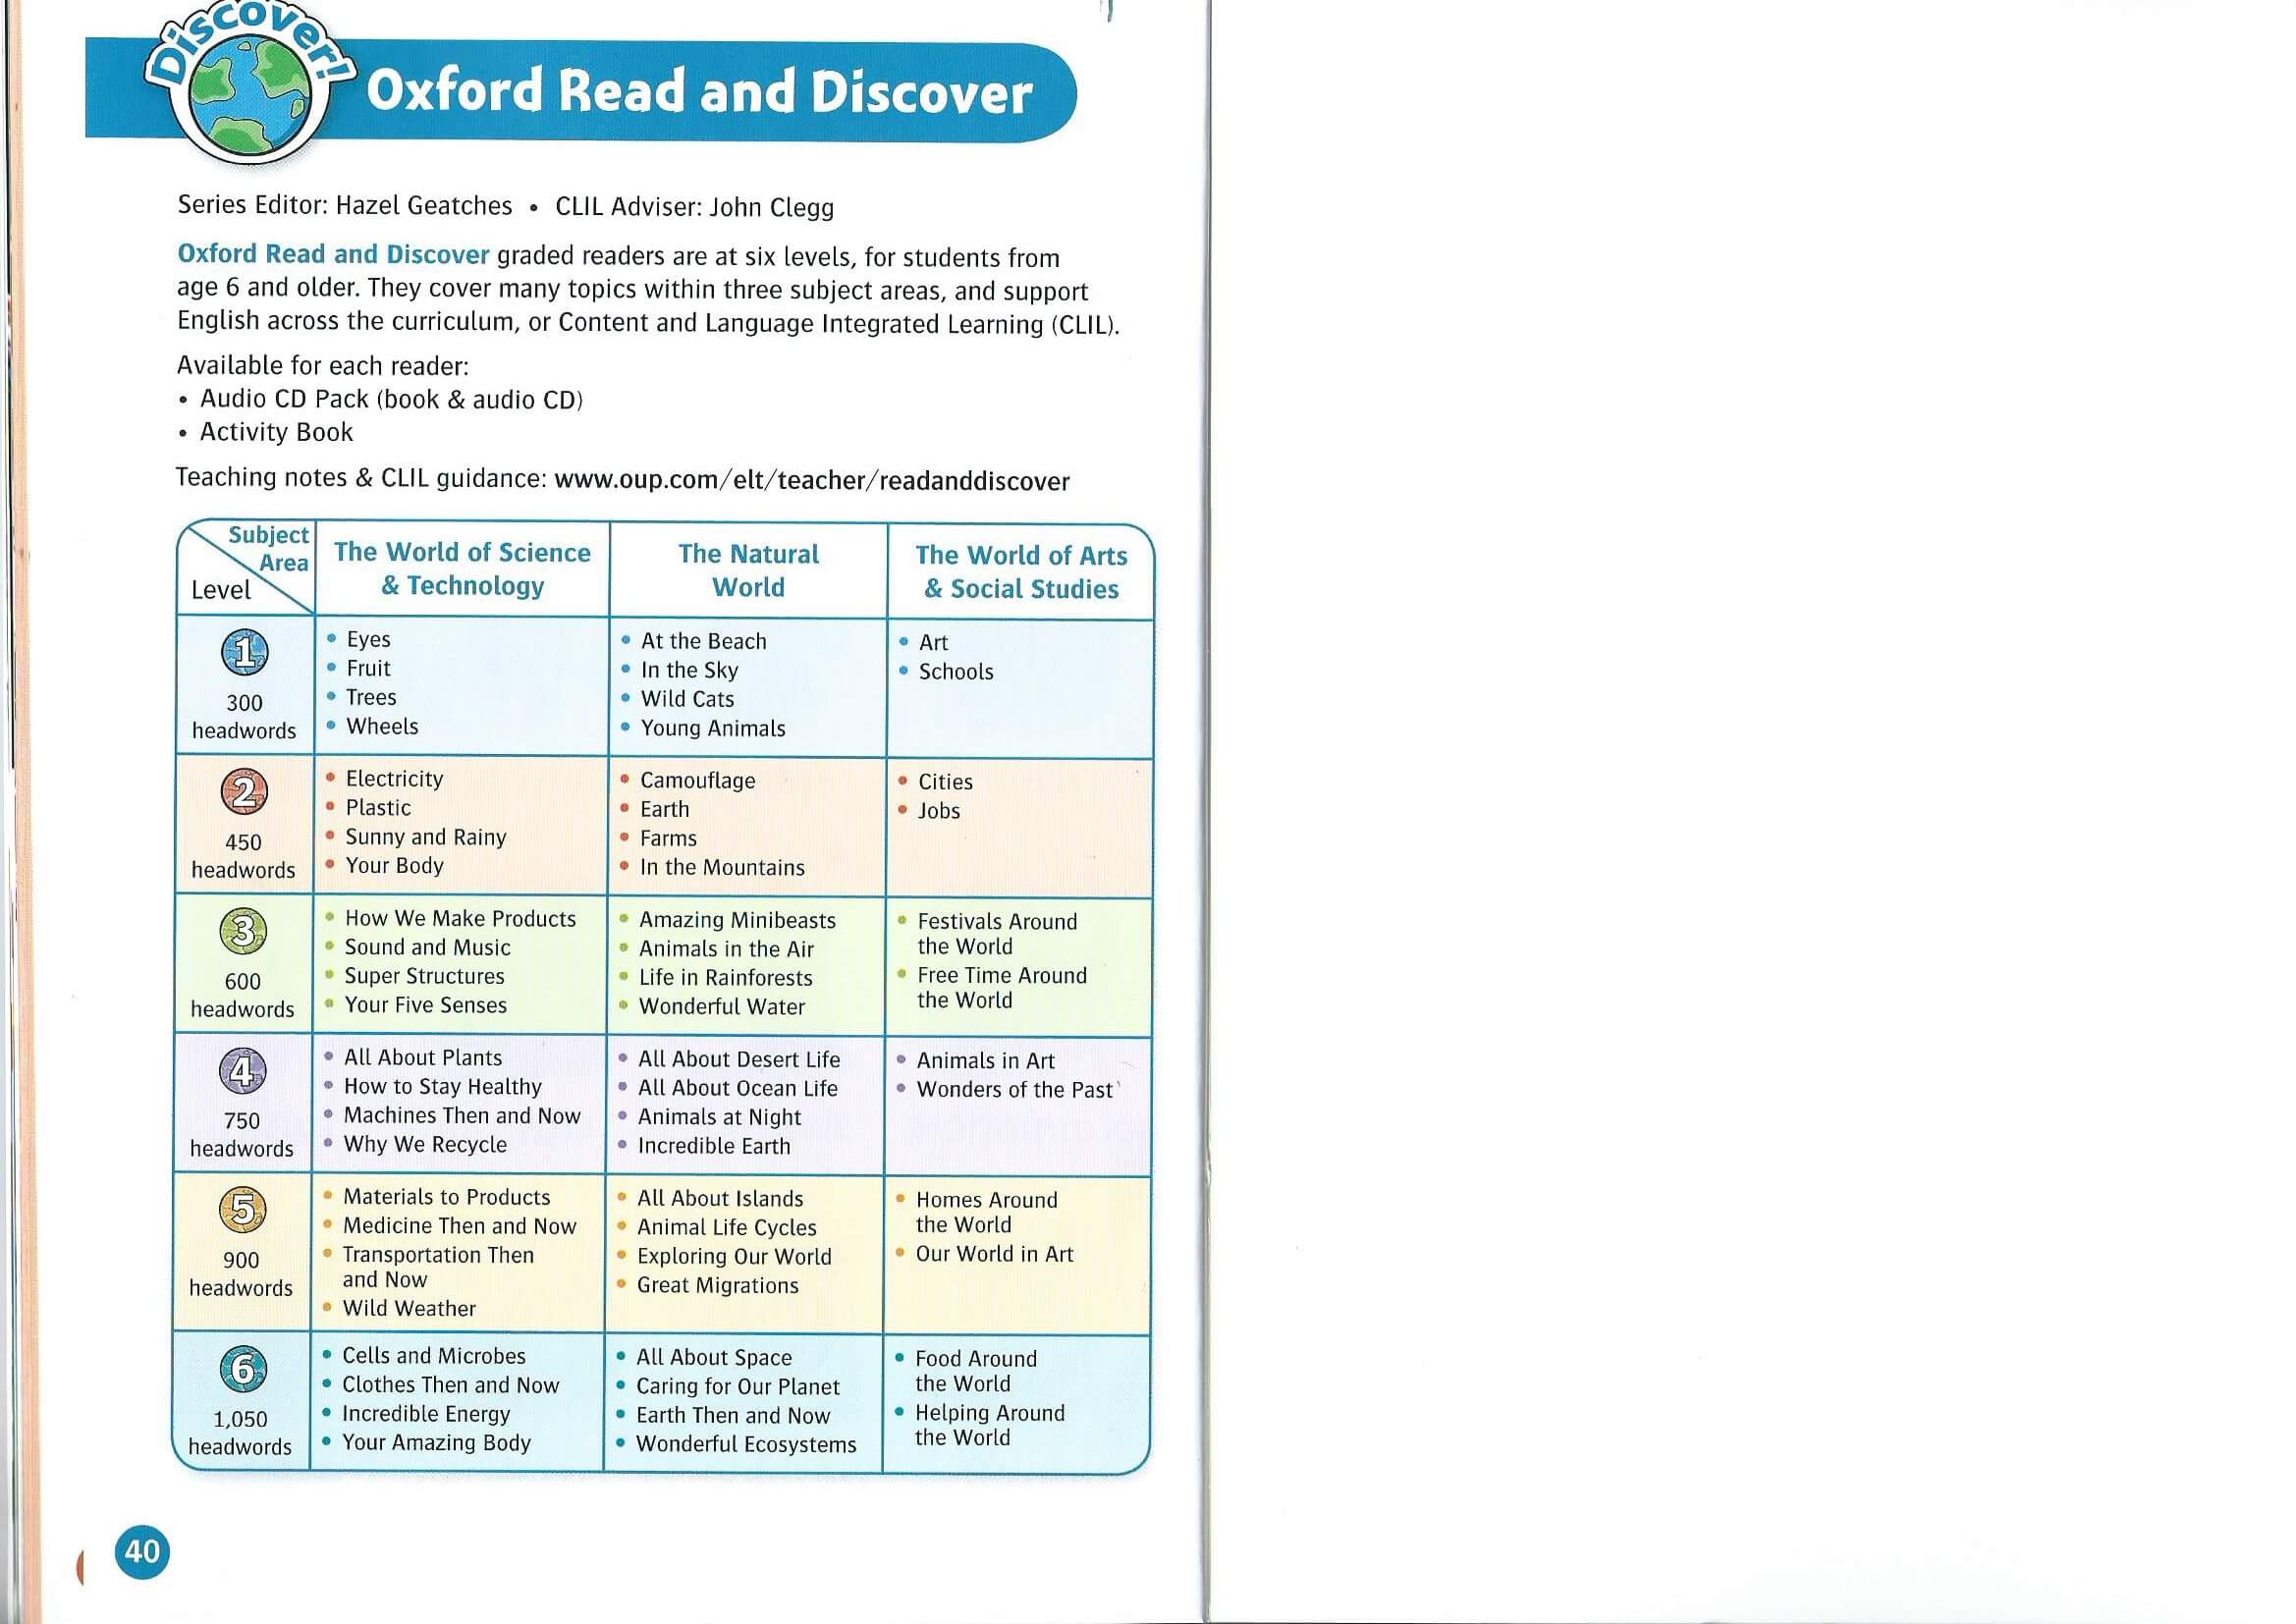 Discover!
Oxford Read and Discover
Series Editor: Hazel Geatches • CLIL Adviser: John Clegg
Oxford Read and Discover graded readers are at six levels, for students from
age 6 and older. They cover many topics within three subject areas, and support
English across the curriculum, or Content and Language Integrated Learning (CLIL).
Available for each reader:
• Audio CD Pack (book & audio CD)
• Activity Book
Teaching notes & CLIL guidance: www.oup.com/elt/teacher/readanddiscover
Subject
Area
Level
The World of Science
& Technology
The Natural
World
The World of Arts
& Social Studies
1
300
headwords
• Eyes
• Fruit
• Trees
• Wheels
• At the Beach
• In the Sky
• Wild Cats
• Young Animals
• Art
• Schools
2
450
headwords
• Electricity
• Plastic
• Sunny and Rainy
• Your Body
• Camouflage
• Earth
• Farms
• In the Mountains
• Cities
• Jobs
3
600
headwords
• How We Make Products
• Sound and Music
• Super Structures
• Your Five Senses
• Amazing Minibeasts
• Animals in the Air
• Life in Rainforests
• Wonderful Water
• Festivals Around
the World
• Free Time Around
the World
4
750
headwords
• All About Plants
• How to Stay Healthy
• Machines Then and Now
• Why We Recycle
• All About Desert Life
• All About Ocean Life
• Animals at Night
• Incredible Earth
• Animals in Art
• Wonders of the Past
5
900
headwords
• Materials to Products
• Medicine Then and Now
• Transportation Then
and Now
• Wild Weather
• All About Islands
• Animal Life Cycles
• Exploring Our World
• Great Migrations
• Homes Around
the World
• Our World in Art
6
1,050
headwords
• Cells and Microbes
• Clothes Then and Now
• Incredible Energy
• Your Amazing Body
• All About Space
• Caring for Our Planet
• Earth Then and Now
• Wonderful Ecosystems
• Food Around
the World
• Helping Around
the World
40